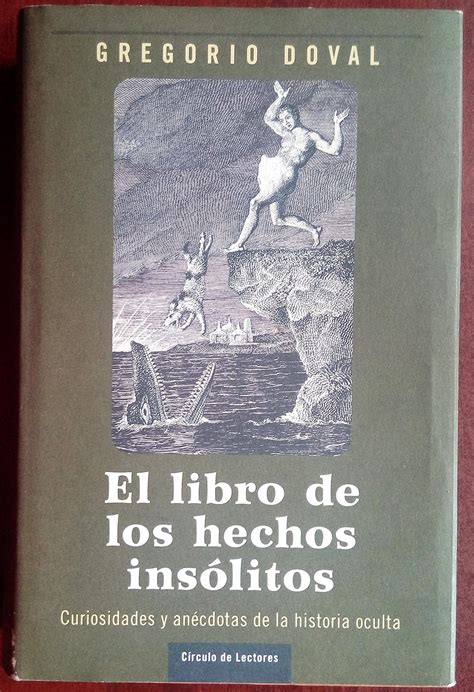 GREGORIO DOVAL
El libro de
los hechos
insólitos
Curiosidades y anécdotas de la historia oculta
Círculo de Lectores